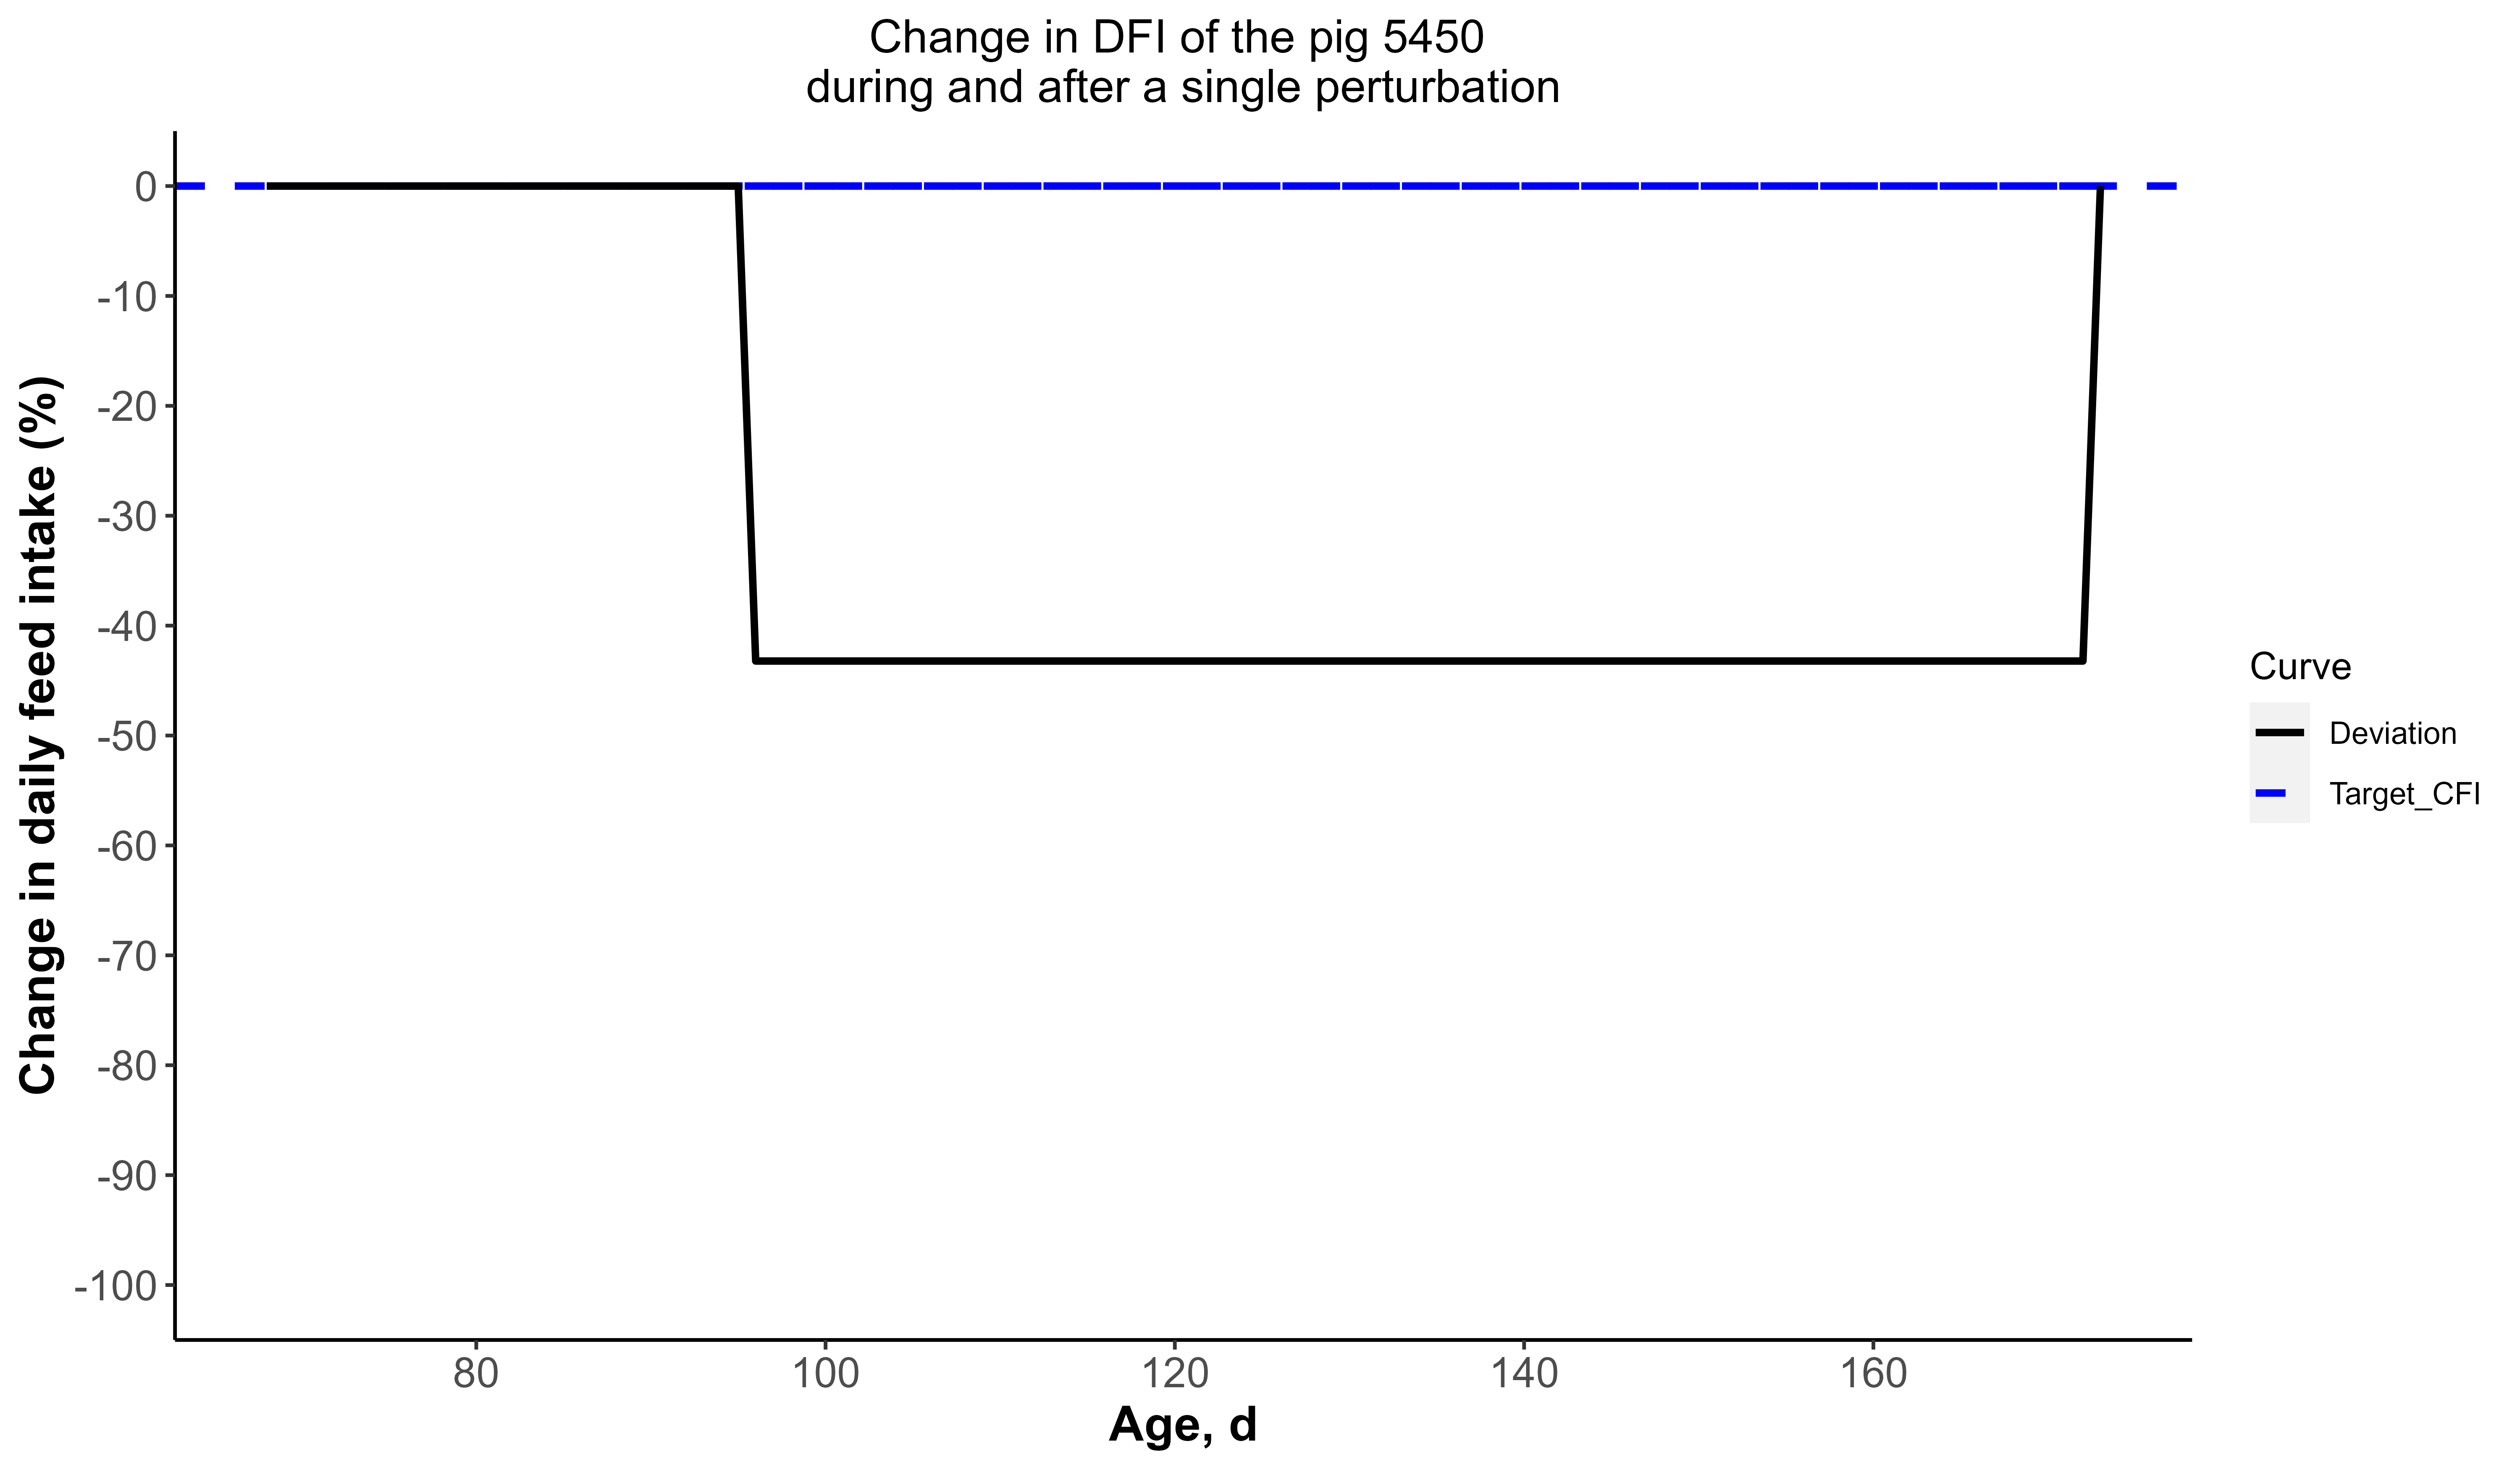 Change in DFI of the pig 5450
during and after a single perturbation
Change in daily feed intake (%)
0
-10
-20
-30
-40
-50
-60
-70
-80
-90
-100
80
100
120
140
160
Age, d
Curve
Deviation
Target_CFI